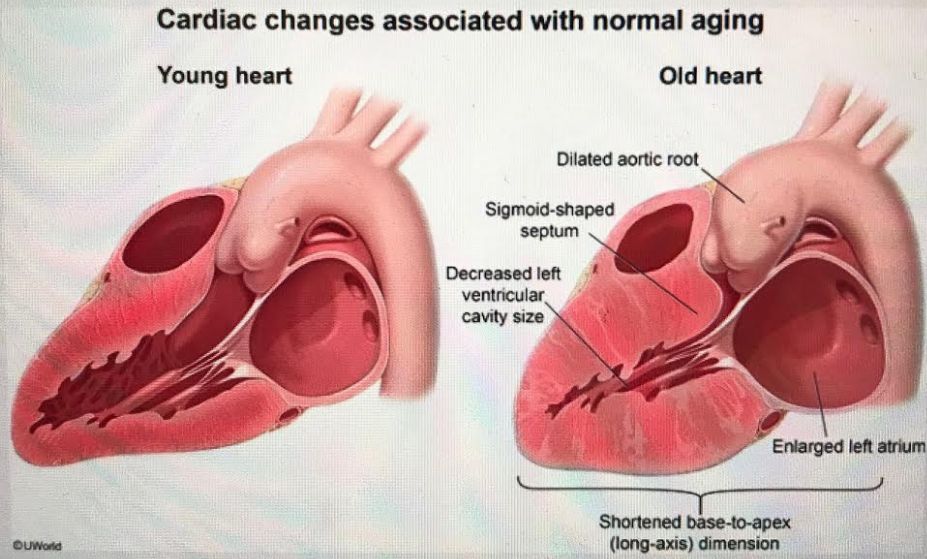 Cardiac changes associated with normal aging
Young heart
Old heart
Dilated aortic root
Sigmoid-shaped
septum
Decreased left
ventricular
cavity size
Enlarged left atrium
Shortened base-to-apex
(long-axis) dimension
©UWorld